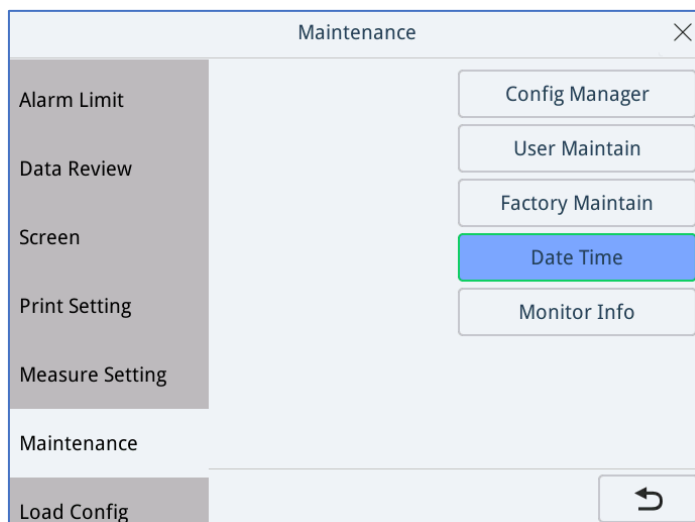 Maintenance
Alarm Limit
Data Review
Screen
Print Setting
Measure Setting
Maintenance
Load Config
Config Manager
User Maintain
Factory Maintain
Date Time
Monitor Info